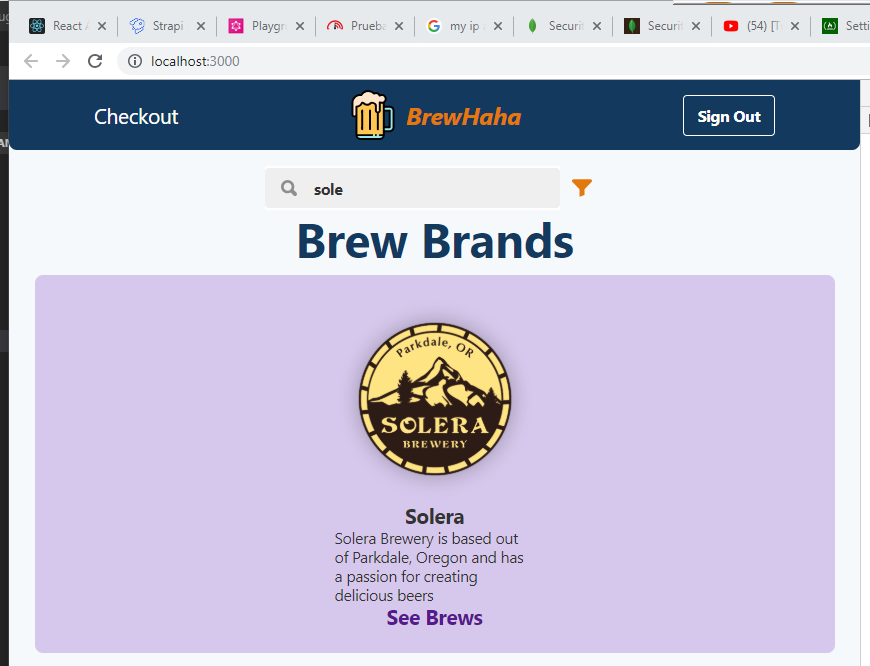 React
Strapi
Playgr
Prueba
my ip
Securit
Securit
(54) [T
Setti
localhost:3000
Checkout
BrewHaha
Sign Out
sole
Brew Brands
Parkdale, OR
SOLERA
BREWERY
Solera
Solera Brewery is based out
of Parkdale, Oregon and has
a passion for creating
delicious beers
See Brews